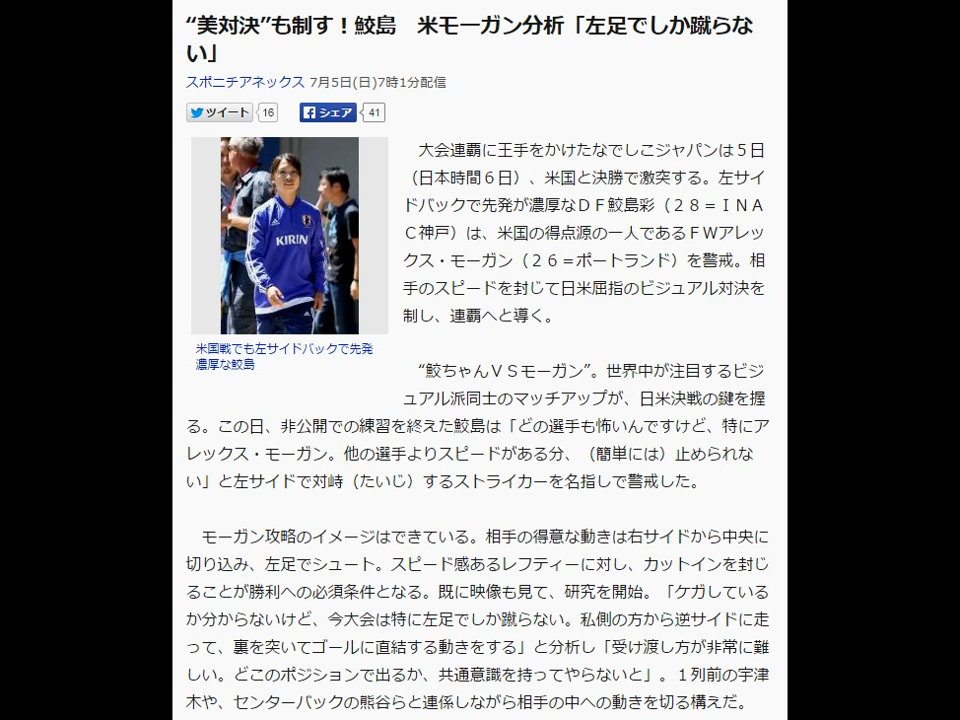 “美対決”も制す！鮫島　米モーガン分析「左足でしか蹴らな
い」
スポニチアネックス 7月5日(日)7時1分配信
ツイート 16 シェア 41
KIRIN
米国戦でも左サイドバックで先発
濃厚な鮫島
　大会連覇に王手をかけたなでしこジャパンは５日
（日本時間６日）、米国と決勝で激突する。左サイ
ドバックで先発が濃厚なＤＦ鮫島彩（２８＝ＩＮＡ
Ｃ神戸）は、米国の得点源の一人であるＦＷアレッ
クス・モーガン（２６＝ポートランド）を警戒。相
手のスピードを封じて日米屈指のビジュアル対決を
制し、連覇へと導く。
　“鮫ちゃんＶＳモーガン”。世界中が注目するビジ
ュアル派同士のマッチアップが、日米決戦の鍵を握
る。この日、非公開での練習を終えた鮫島は「どの選手も怖いんですけど、特にア
レックス・モーガン。他の選手よりスピードがある分、（簡単には）止められな
い」と左サイドで対峙（たいじ）するストライカーを名指しで警戒した。
　モーガン攻略のイメージはできている。相手の得意な動きは右サイドから中央に
切り込み、左足でシュート。スピード感あるレフティーに対し、カットインを封じ
ることが勝利への必須条件となる。既に映像も見て、研究を開始。「ケガしている
か分からないけど、今大会は特に左足でしか蹴らない。私側の方から逆サイドに走
って、裏を突いてゴールに直結する動きをする」と分析し「受け渡し方が非常に難
しい。どこのポジションで出るか、共通意識を持ってやらないと」。１列前の宇津
木や、センターバックの熊谷らと連係しながら相手の中への動きを切る構えだ。